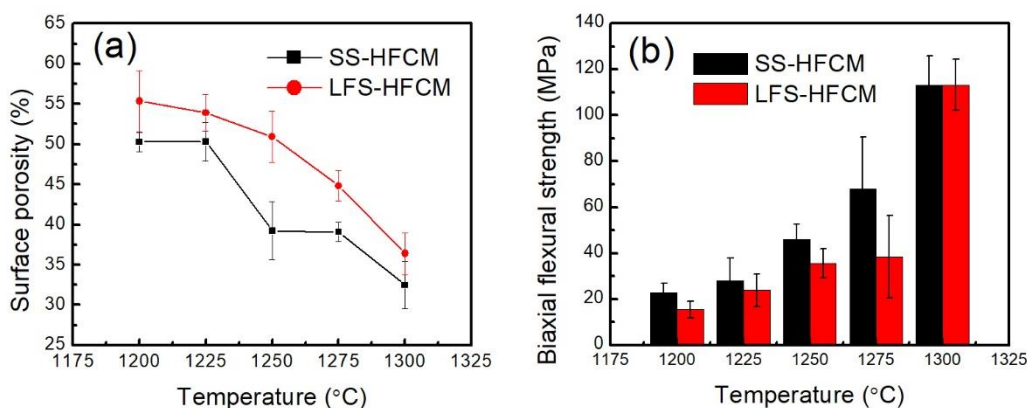 (a)
SS-HFCM
LFS-HFCM
Surface porosity (%)
65
60
55
50
45
40
35
30
25
1175 1200 1225 1250 1275 1300 1325
Temperature (°C)
(b)
SS-HFCM
LFS-HFCM
Biaxial flexural strength (MPa)
140
120
100
80
60
40
20
0
1175 1200 1225 1250 1275 1300 1325
Temperature (°C)